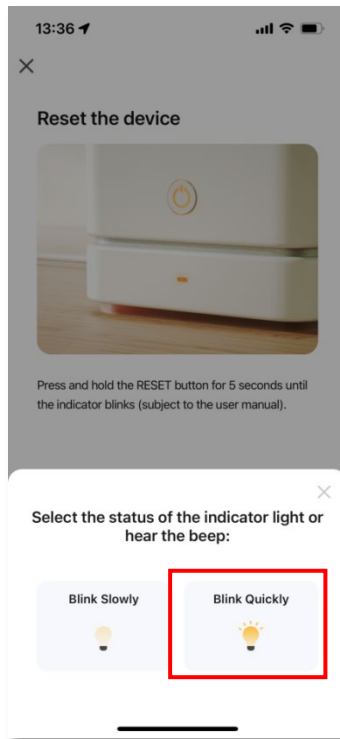 13:36
Reset the device
Press and hold the RESET button for 5 seconds until
the indicator blinks (subject to the user manual).
Select the status of the indicator light or
hear the beep:
Blink Slowly
Blink Quickly